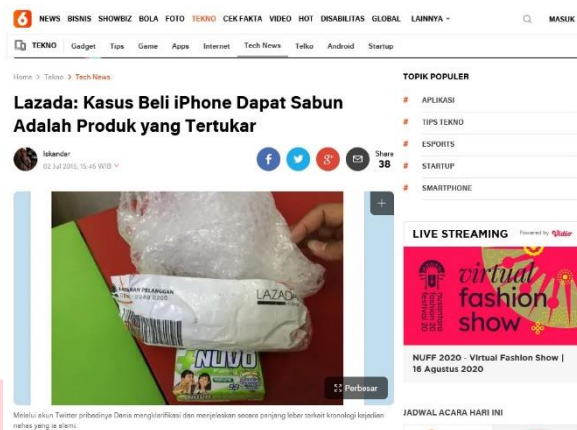 6 NEWS BISNIS SHOWBIZ BOLA FOTO TEKNO CEK FAKTA VIDEO HOT DISABILITAS GLOBAL LAINNYA MASUK
TEKNO Gadget Tips Game Apps Internet Tech News Telko Android Startup
Home > Tekno > Tech News
Lazada: Kasus Beli iPhone Dapat Sabun
Adalah Produk yang Tertukar
Iskandar
02 Jul 2015, 15:45 WIB
Share
38
LAZADA
NUVO
Perbesar
Melalui akun Twitter pribadinya Danis mengklarifikasi dan menjelaskan secara panjang lebar terkait kronologi kejadian
nahas yang ia alami.
TOPIK POPULER
# APLIKASI
# TIPS TEKNO
# ESPORTS
# STARTUP
# SMARTPHONE
LIVE STREAMING Powered by Vidio
virtual
fashion
show
nusantara
fashion
festival
NUFF 2020 - Virtual Fashion Show |
16 Agustus 2020
JADWAL ACARA HARI INI